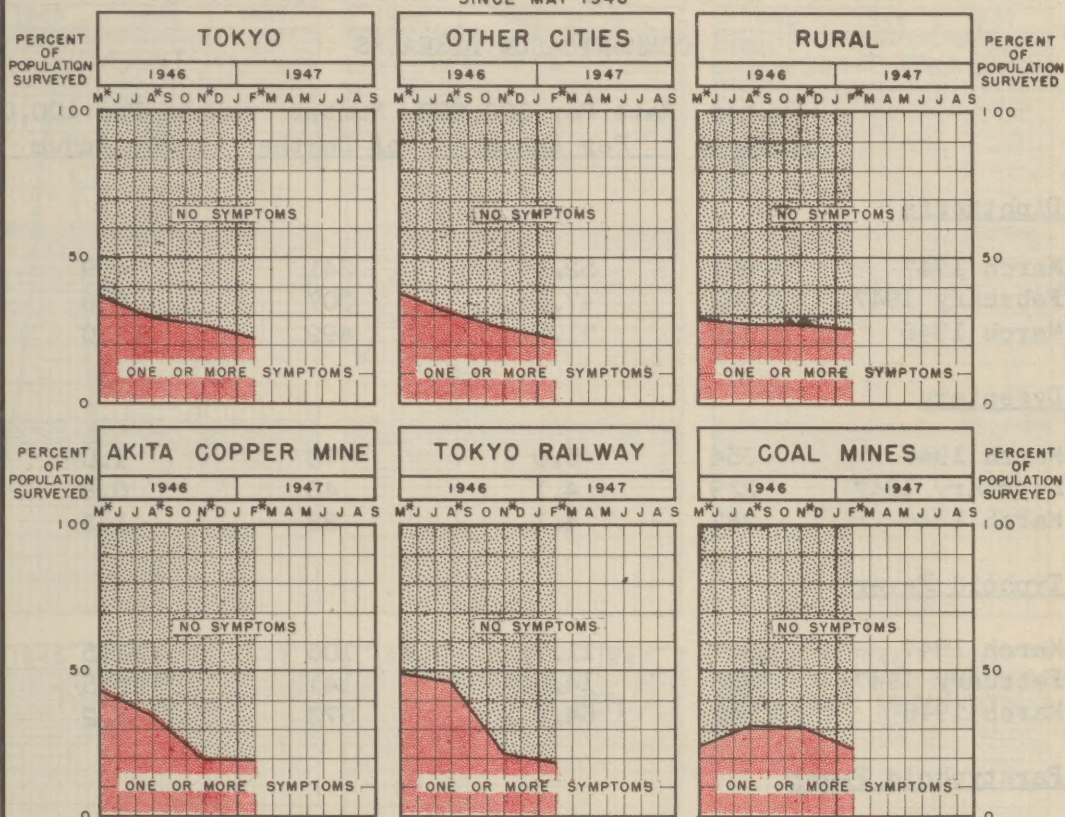 SINCE MAY 1946
PERCENT OF POPULATION SURVEYED
TOKYO
1946 1947
M* J J A* S O N* D J F* M A M J J A S
OTHER CITIES
1946 1947
M* J J A* S O N* D J F* M A M J J A S
RURAL
1946 1947
M* J J A* S O N* D J F* M A M J J A S
PERCENT OF POPULATION SURVEYED
100
50
0
NO SYMPTOMS
ONE OR MORE SYMPTOMS
NO SYMPTOMS
ONE OR MORE SYMPTOMS
NO SYMPTOMS
ONE OR MORE SYMPTOMS
100
50
0
PERCENT OF POPULATION SURVEYED
AKITA COPPER MINE
1946 1947
M* J J A* S O N* D J F* M A M J J A S
TOKYO RAILWAY
1946 1947
M* J J A* S O N* D J F* M A M J J A S
COAL MINES
1946 1947
M* J J A* S O N* D J F* M A M J J A S
PERCENT OF POPULATION SURVEYED
100
50
0
NO SYMPTOMS
ONE OR MORE SYMPTOMS
NO SYMPTOMS
ONE OR MORE SYMPTOMS
NO SYMPTOMS
ONE OR MORE SYMPTOMS
100
50
0